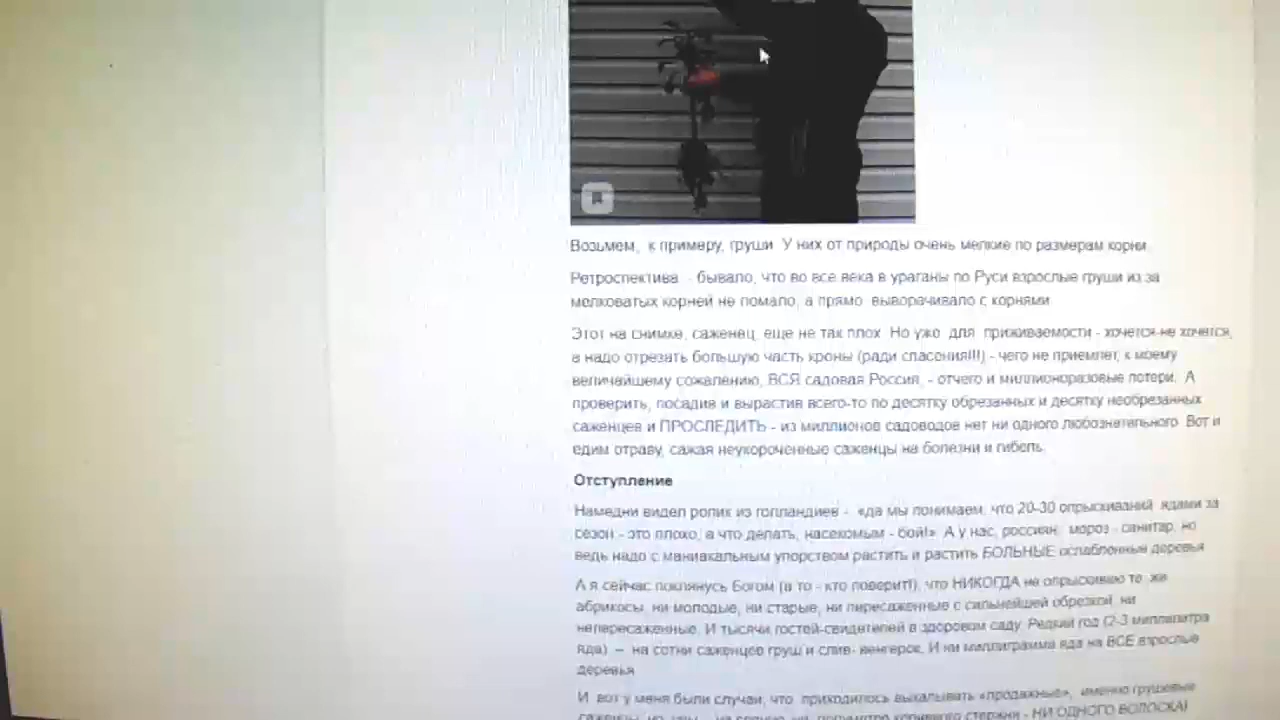 Возьмем, к примеру, груши. У них от природы очень мелкие по размерам корни.
Ретроспектива - бывало, что во все века в ураганы по Руси взрослые груши из за
мелковатых корней не ломало, а прямо выворачивало с корнями
Этот на снимке, саженец, еще не так плох. Но уже для приживаемости - хочется-не хочется,
а надо отрезать большую часть кроны (ради спасения!!!) - чего не приемлет, к моему
величайшему сожалению, ВСЯ садовая Россия, - отчего и миллионоразовые потери. А
проверить, посадив и вырастив всего-то по десятку обрезанных и десятку необрезанных
саженцев и ПРОСЛЕДИТЬ - из миллионов садоводов нет ни одного любознательного. Вот и
едим отраву, сажая неукороченные саженцы на болезни и гибель.
Отступление
Намедни видел ролик из голландиев - «да мы понимаем, что 20-30 опрыскиваний ядами за
сезон - это плохо, а что делать, насекомым - бой!». А у нас, россиян, мороз - санитар, но
ведь надо с маниакальным упорством растить и растить БОЛЬНЫЕ ослабленные деревья
А я сейчас поклянусь Богом (а то - кто поверит!), что НИКОГДА не опрыскиваю те же
абрикосы, ни молодые, ни старые, ни пересаженные с сильнейшей обрезкой, ни
непересаженные. И тысячи гостей-свидетелей в здоровом саду. Редкий год (2-3 миллилитра
яда) – на сотни саженцев груш и слив- венгерок. И ни миллиграмма яда на ВСЕ взрослые
деревья.
И вот у меня были случаи, что приходилось выкапывать «продажные», именно грушевые
саженцы, но корневого стержня - НИ ОДНОГО ВОЛОСКА!